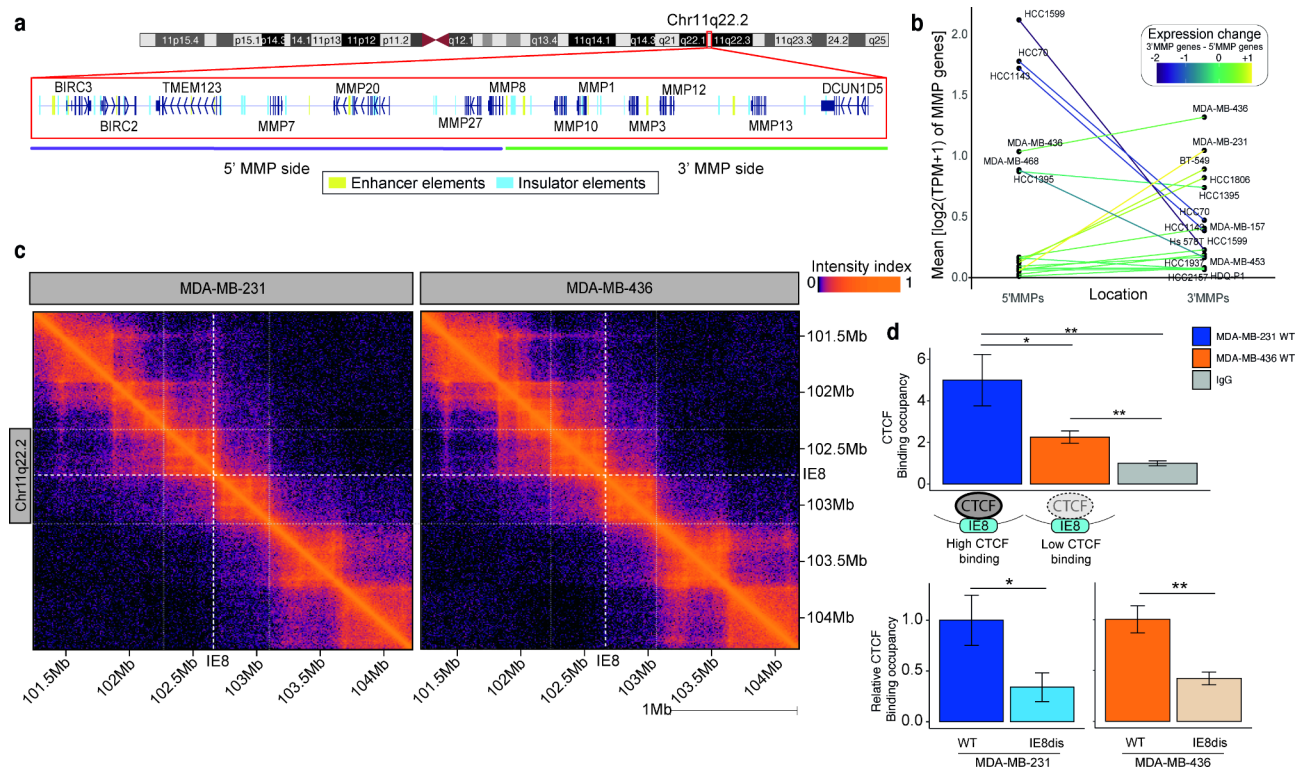 a
Chr11q22.2
11p15.4
p15.1
p14.3
14.1
11p13
11p12
p11.2
q12.1
q13.4
11q14.1
q14.3
q21
q22.1
11q22.3
11q23.3
24.2
q25
BIRC3
TMEM123
MMP20
MMP8
MMP1
MMP12
DCUN1D5
BIRC2
MMP7
MMP27
MMP10
MMP3
MMP13
5' MMP side
3' MMP side
Enhancer elements
Insulator elements
b
Mean [log2(TPM+1) of MMP genes]
2.0
1.5
1.0
0.5
0.0
HCC1599
HCC70
HCC1143
MDA-MB-436
MDA-MB-468
HCC1395
Expression change
3'MMP genes - 5'MMP genes
-2 -1 0 +1
MDA-MB-436
MDA-MB-231
BT-549
HCC1806
HCC1395
HCC70
HCC1143
MDA-MB-157
Hs 578T
HCC1599
HCC1937
MDA-MB-453
HCC2157
HDQ-P1
5'MMPs
Location
3'MMPs
c
Intensity index
0
1
MDA-MB-231
MDA-MB-436
Chr11q22.2
101.5Mb
102Mb
102.5Mb
IE8
103Mb
103.5Mb
104Mb
101.5Mb
102Mb
102.5Mb
IE8
103Mb
103.5Mb
104Mb
101.5Mb
102Mb
102.5Mb
IE8
103Mb
103.5Mb
104Mb
1Mb
d
**
*
**
MDA-MB-231 WT
MDA-MB-436 WT
IgG
CTCF
Binding occupancy
6
4
2
0
CTCF
IE8
High CTCF
binding
CTCF
IE8
Low CTCF
binding
Relative CTCF
Binding occupancy
1.0
0.5
0.0
*
**
WT
IE8dis
MDA-MB-231
WT
IE8dis
MDA-MB-436